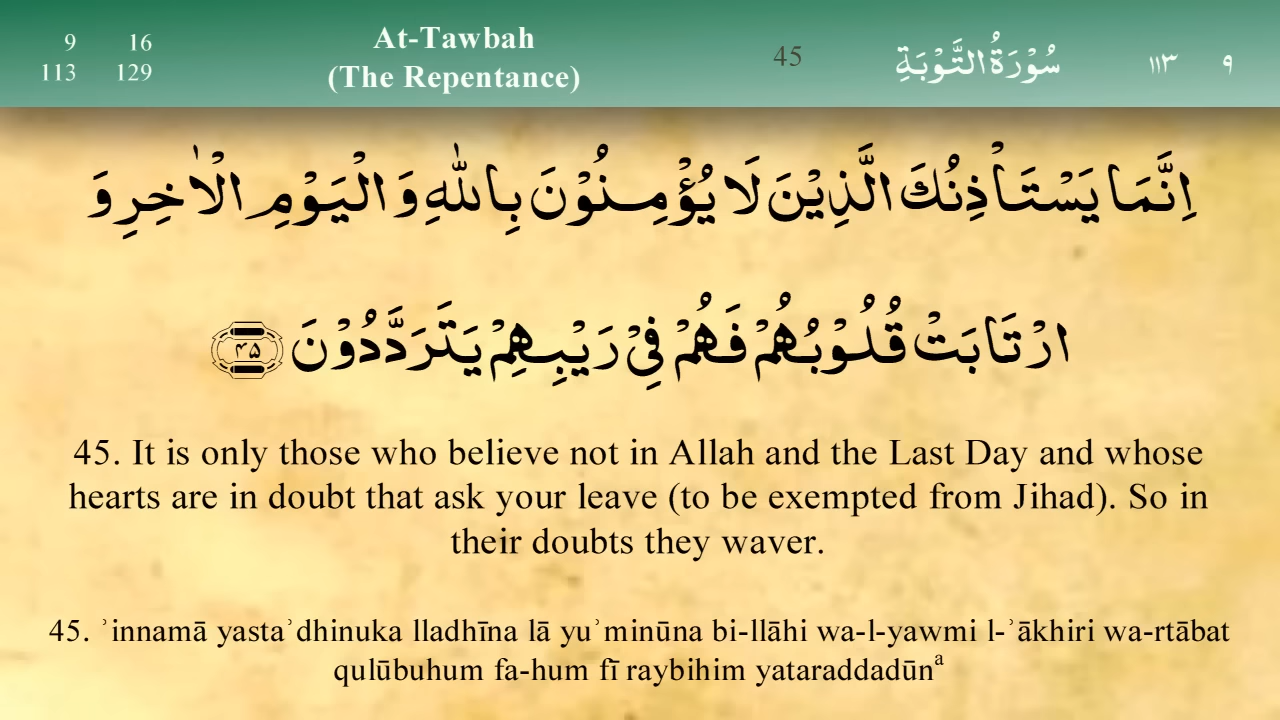 9 16
At-Tawbah
45
سُوْرَةُ التَّوْبَةِ
١١٣ ٩
113 129
(The Repentance)
اِنَّمَا يَسْتَاْذِنُكَ الَّذِيْنَ لَا يُؤْمِنُوْنَ بِاللّٰهِ وَ الْيَوْمِ الْاٰخِرِ وَ
ارْتَابَتْ قُلُوْبُهُمْ فَهُمْ فِيْ رَيْبِهِمْ يَتَرَدَّدُوْنَ ۴۵
45. It is only those who believe not in Allah and the Last Day and whose
hearts are in doubt that ask your leave (to be exempted from Jihad). So in
their doubts they waver.
45. ʾinnamā yastaʾdhinuka lladhīna lā yuʾminūna bi-llāhi wa-l-yawmi l-ʾākhiri wa-rtābat
qulūbuhum fa-hum fī raybihim yataraddadūnª